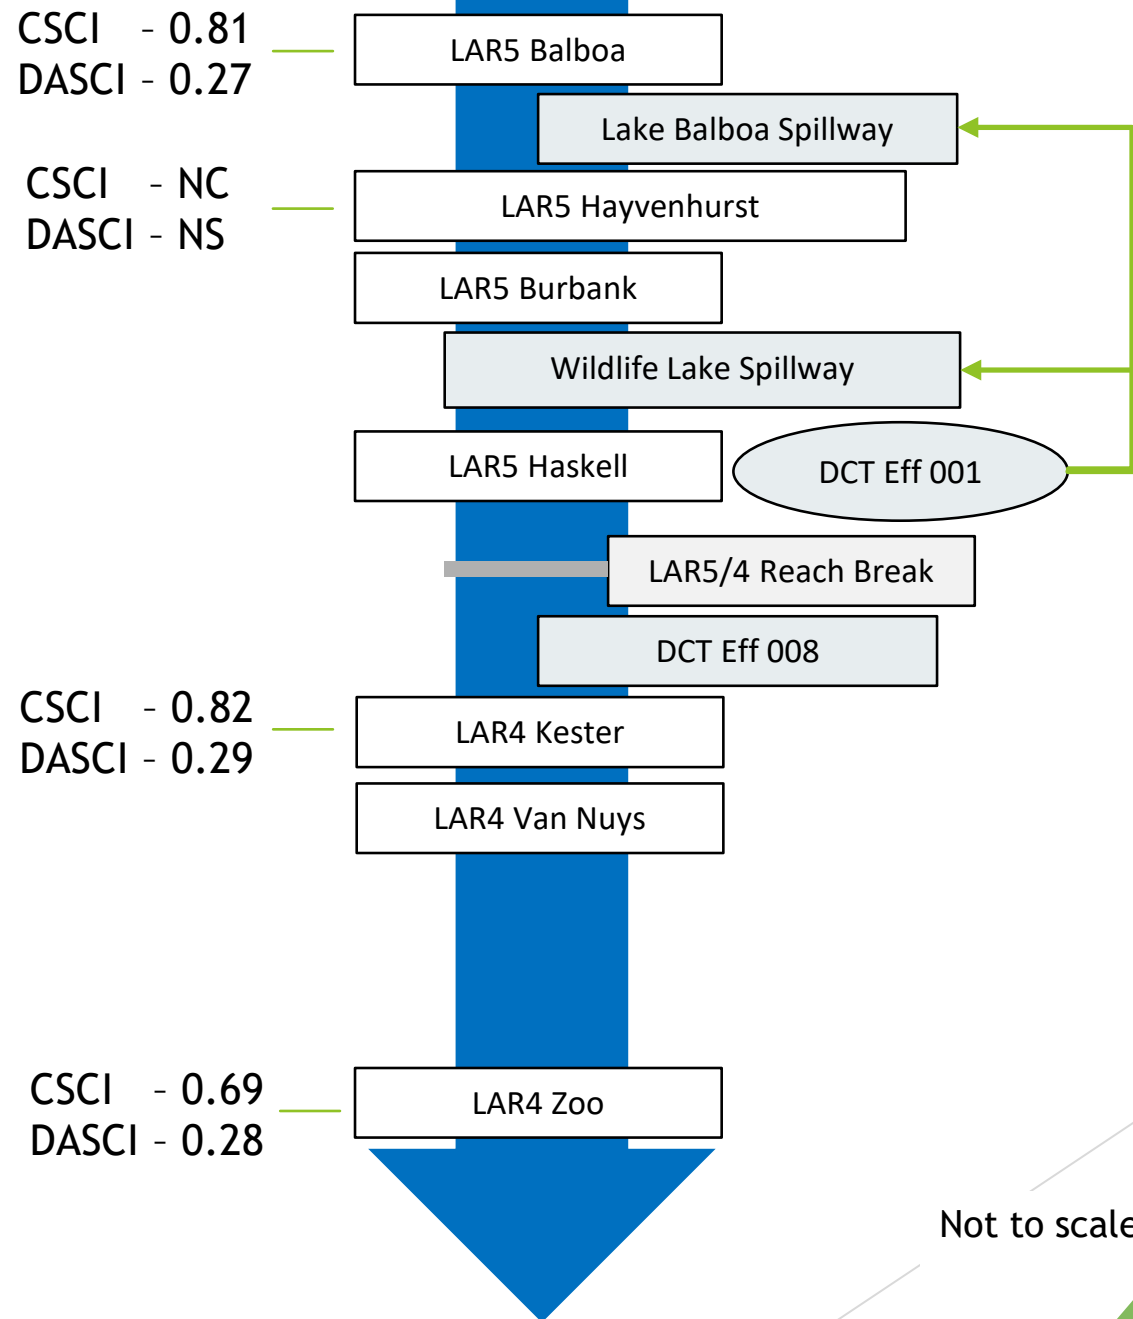 CSCI - 0.81
DASCI - 0.27
LAR5 Balboa
Lake Balboa Spillway
CSCI - NC
DASCI - NS
LAR5 Hayvenhurst
LAR5 Burbank
Wildlife Lake Spillway
LAR5 Haskell
DCT Eff 001
LAR5/4 Reach Break
DCT Eff 008
CSCI - 0.82
DASCI - 0.29
LAR4 Kester
LAR4 Van Nuys
CSCI - 0.69
DASCI - 0.28
LAR4 Zoo
Not to scale